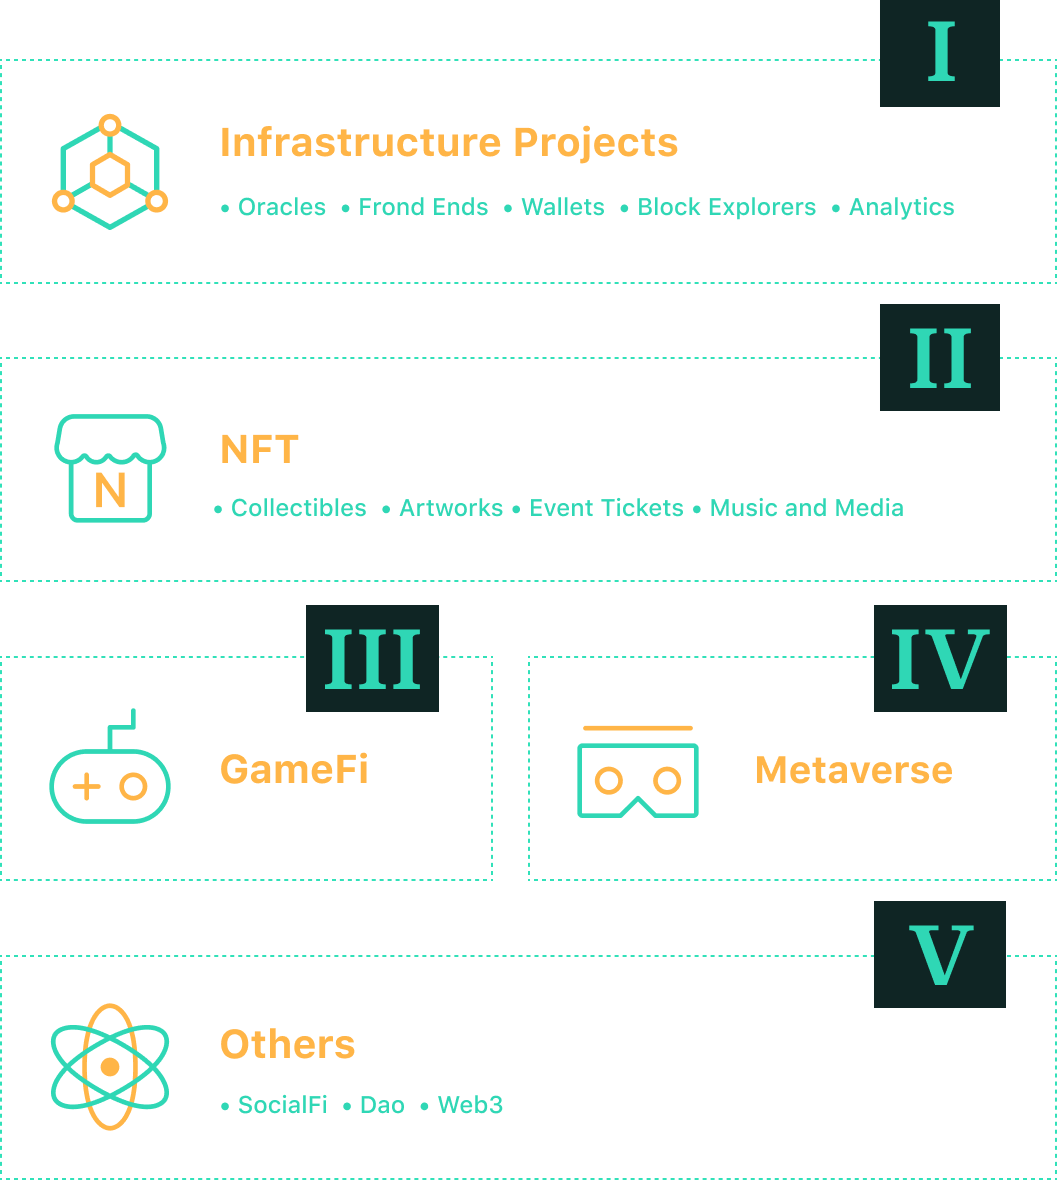 I
Infrastructure Projects
• Oracles • Frond Ends • Wallets • Block Explorers • Analytics
II
N
NFT
• Collectibles • Artworks • Event Tickets • Music and Media
III
GameFi
IV
Metaverse
V
Others
• SocialFi • Dao • Web3